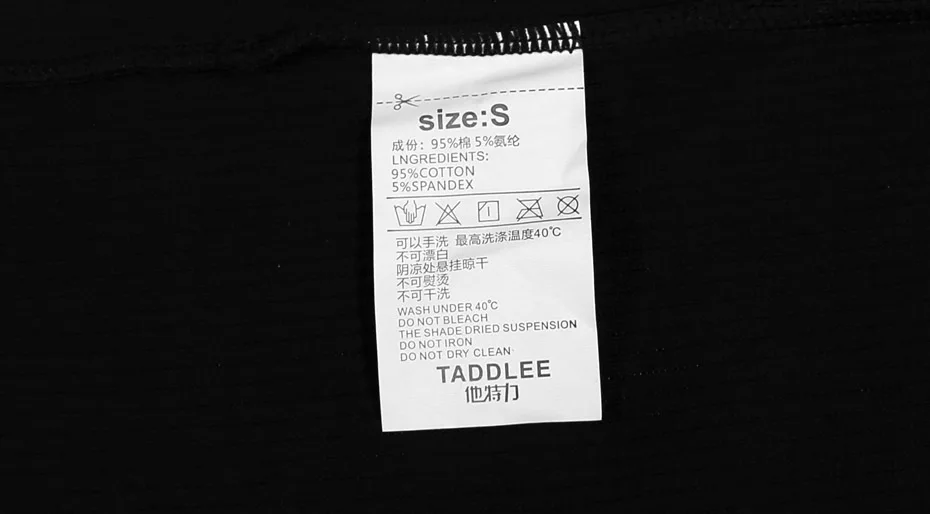 size:S
成份：95%棉 5%氨纶
LNGREDIENTS:
95%COTTON
5%SPANDEX
可以手洗 最高洗涤温度40℃
不可漂白
阴凉处悬挂晾干
不可熨烫
不可干洗
WASH UNDER 40℃
DO NOT BLEACH
THE SHADE DRIED SUSPENSION
DO NOT IRON
DO NOT DRY CLEAN
TADDLEE
他特力